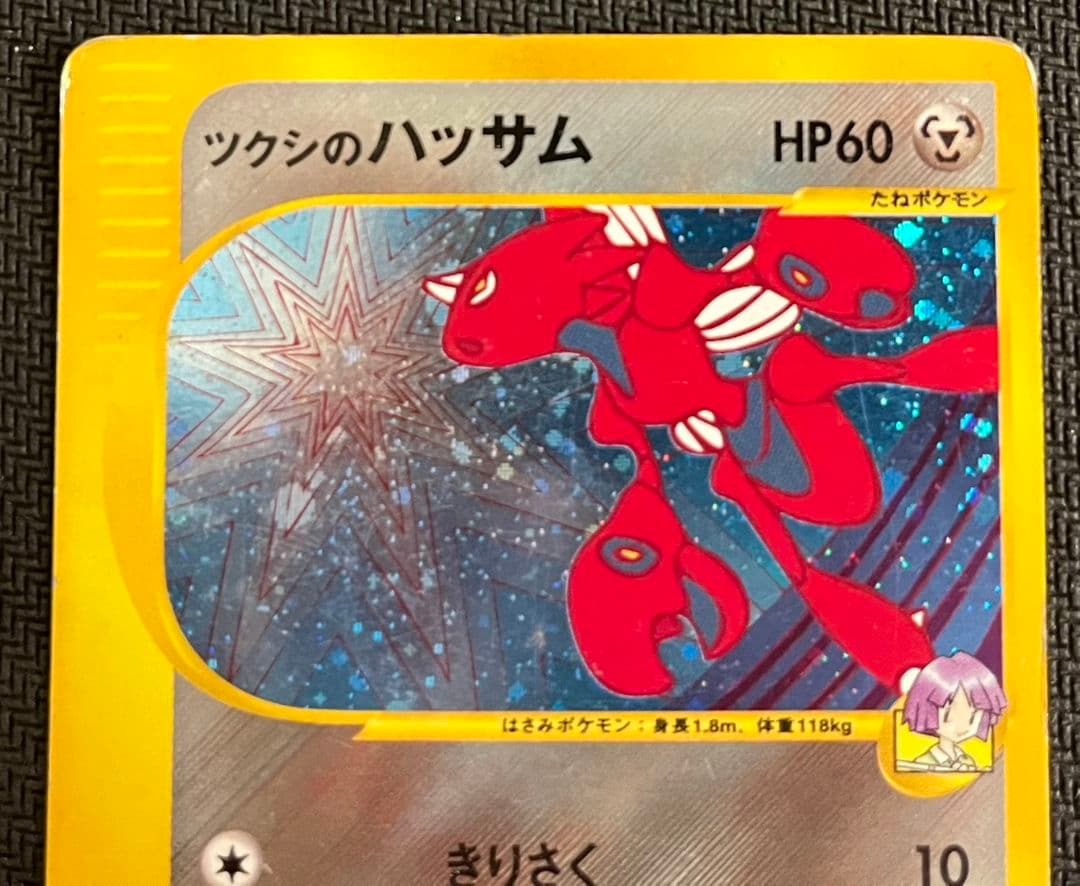 ツクシのハッサム HP60
たねポケモン
はさみポケモン：身長1.8m、体重118kg
きりさく 10